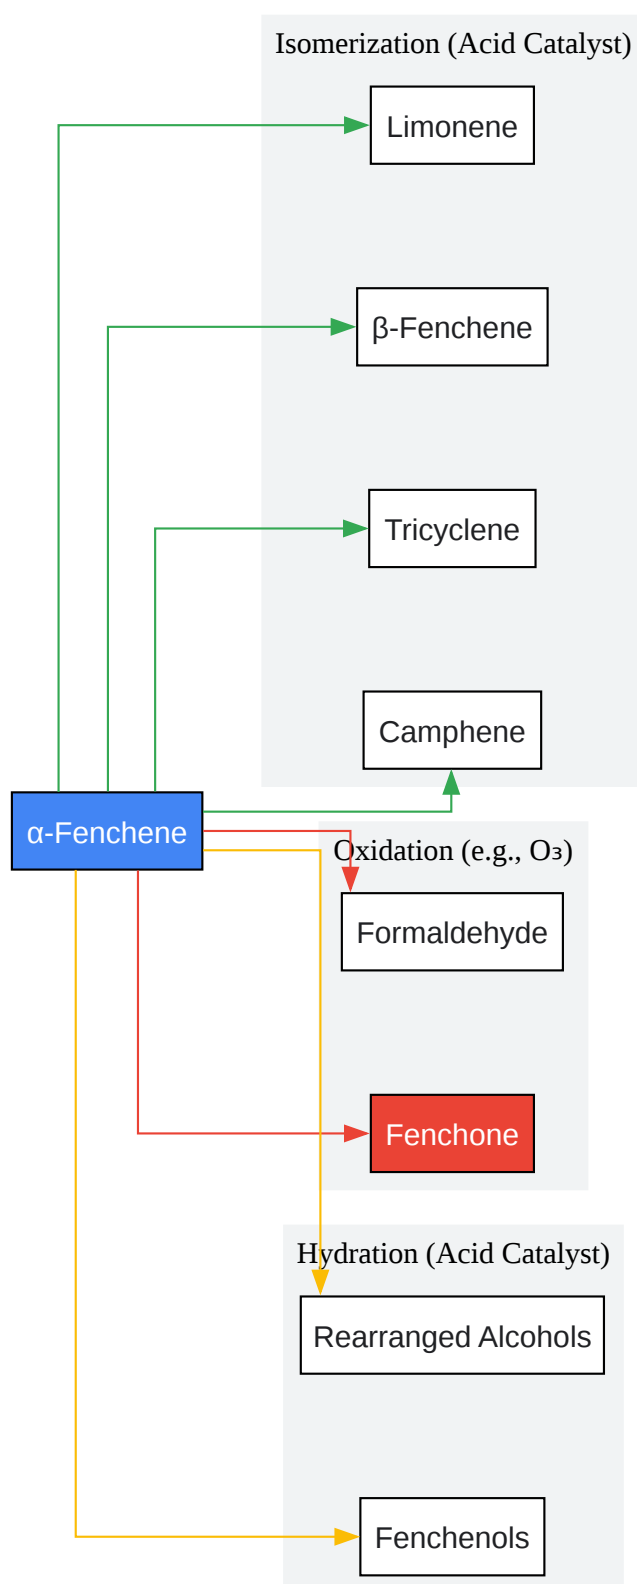 Isomerization (Acid Catalyst)
Limonene
β-Fenchene
Tricyclene
Camphene
α-Fenchene
Oxidation (e.g., O₃)
Formaldehyde
Fenchone
Hydration (Acid Catalyst)
Rearranged Alcohols
Fenchenols